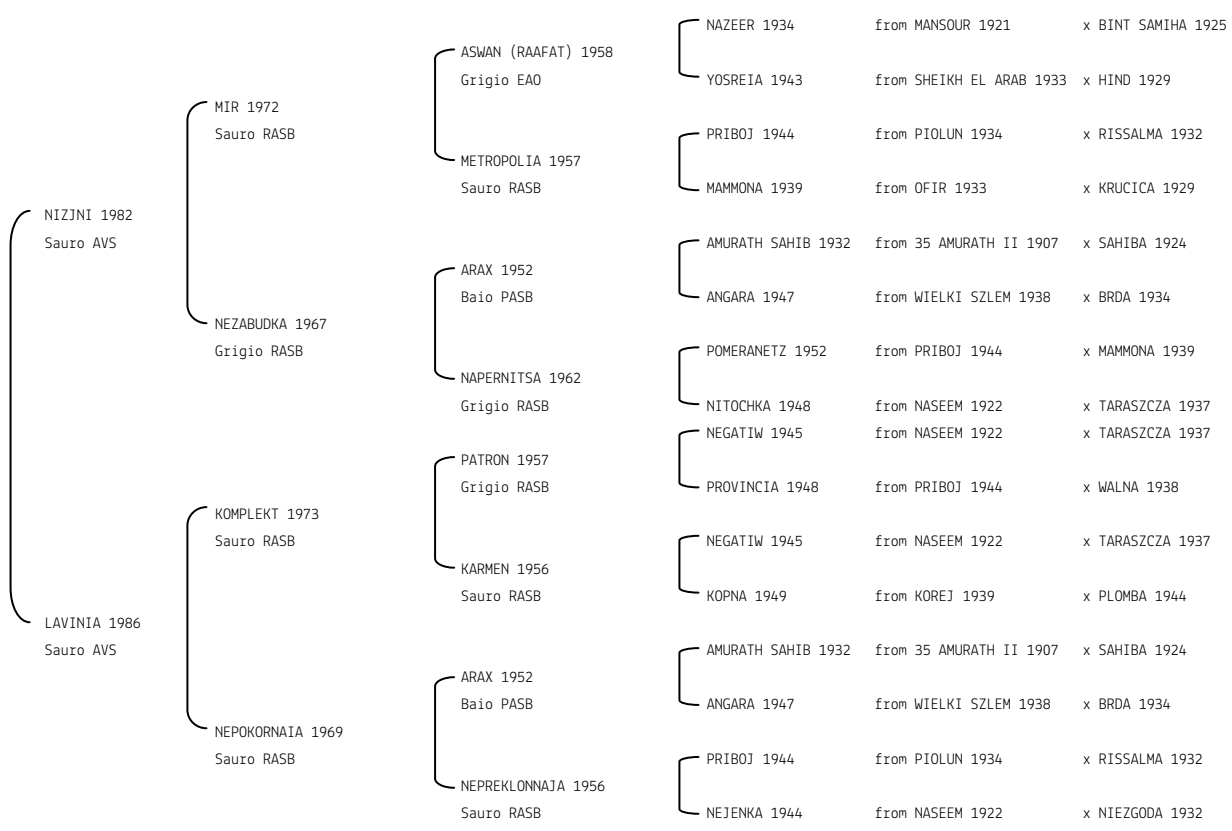 NAZEER 1934 from MANSOUR 1921 x BINT SAMIHA 1925
ASWAN (RAAFAT) 1958
Grigio EAO YOSREIA 1943 from SHEIKH EL ARAB 1933 x HIND 1929
MIR 1972
Sauro RASB PRIBOJ 1944 from PIOLUN 1934 x RISSALMA 1932
METROPOLIA 1957
Sauro RASB MAMMONA 1939 from OFIR 1933 x KRUCICA 1929
NIZJNI 1982
Sauro AVS AMURATH SAHIB 1932 from 35 AMURATH II 1907 x SAHIBA 1924
ARAX 1952
Baio PASB ANGARA 1947 from WIELKI SZLEM 1938 x BRDA 1934
NEZABUDKA 1967
Grigio RASB POMERANETZ 1952 from PRIBOJ 1944 x MAMMONA 1939
NAPERNITSA 1962
Grigio RASB NITOCHKA 1948 from NASEEM 1922 x TARASZCZA 1937
NEGATIW 1945 from NASEEM 1922 x TARASZCZA 1937
PATRON 1957
Grigio RASB PROVINCIA 1948 from PRIBOJ 1944 x WALNA 1938
KOMPLEKT 1973
Sauro RASB NEGATIW 1945 from NASEEM 1922 x TARASZCZA 1937
KARMEN 1956
Sauro RASB KOPNA 1949 from KOREJ 1939 x PLOMBA 1944
LAVINIA 1986
Sauro AVS AMURATH SAHIB 1932 from 35 AMURATH II 1907 x SAHIBA 1924
ARAX 1952
Baio PASB ANGARA 1947 from WIELKI SZLEM 1938 x BRDA 1934
NEPOKORNAIA 1969
Sauro RASB PRIBOJ 1944 from PIOLUN 1934 x RISSALMA 1932
NEPREKLONNAJA 1956
Sauro RASB NEJENKA 1944 from NASEEM 1922 x NIEZGODA 1932